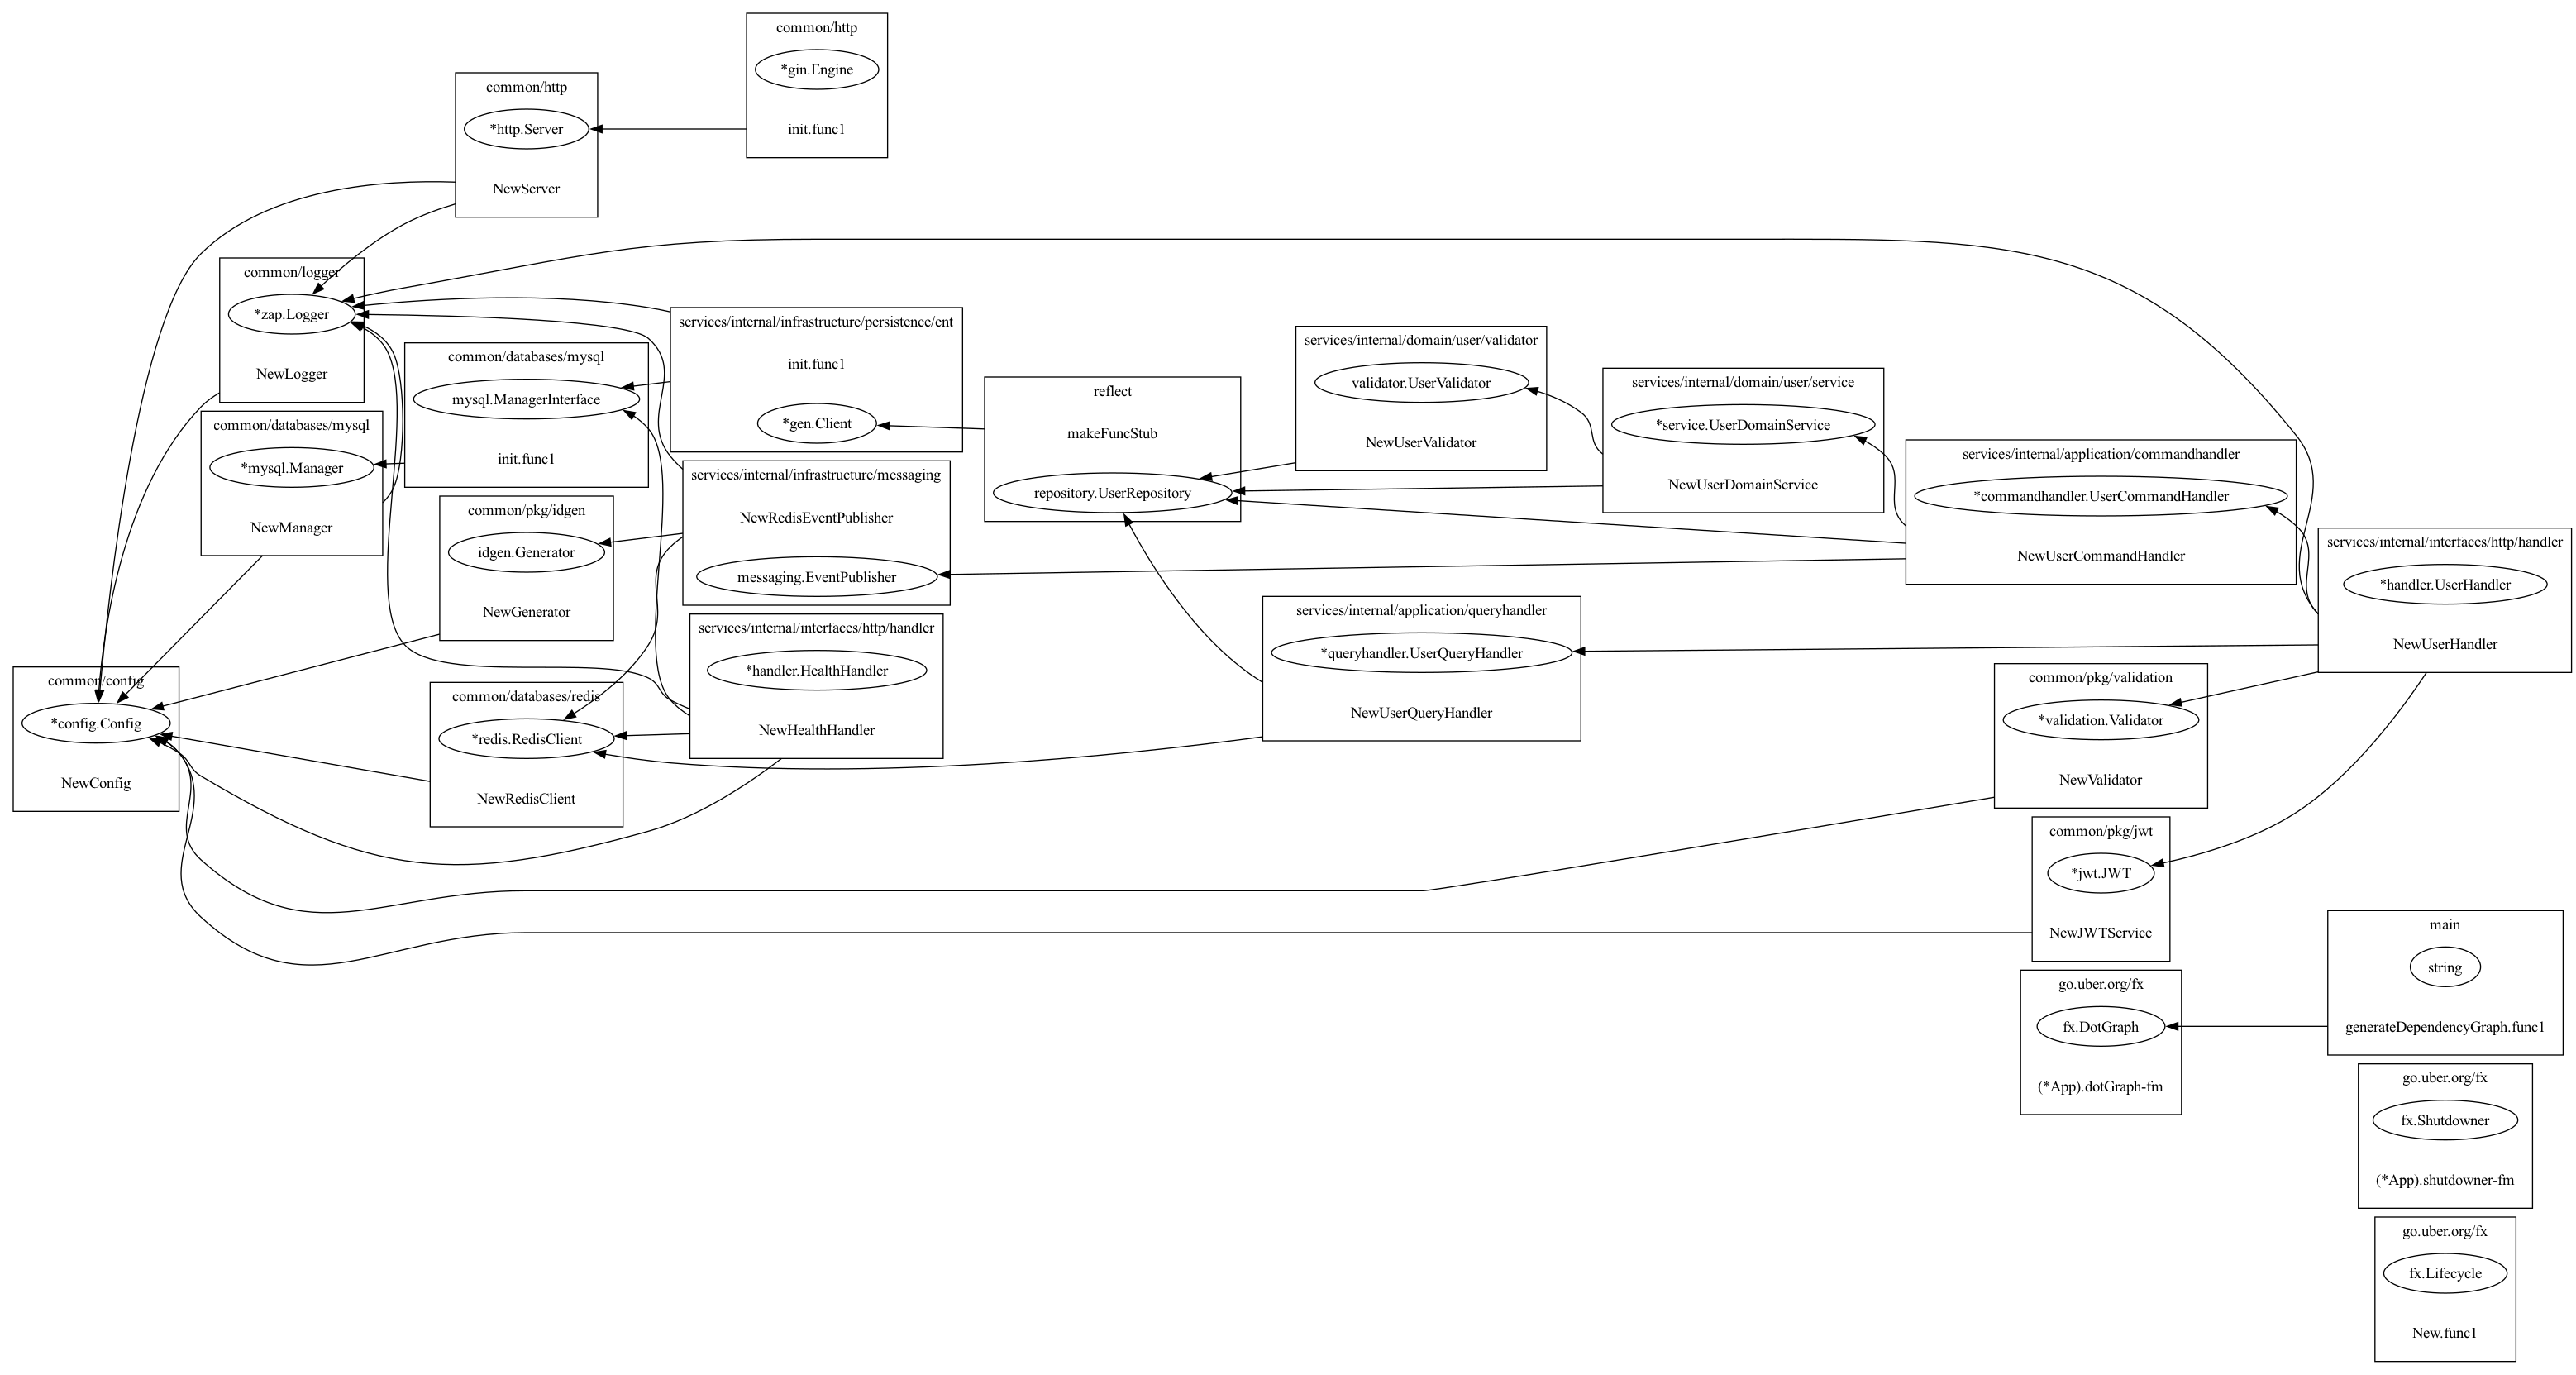 common/http
*gin.Engine
init.func1
common/http
*http.Server
NewServer
common/logger
*zap.Logger
NewLogger
common/databases/mysql
*mysql.Manager
NewManager
common/databases/mysql
mysql.ManagerInterface
init.func1
common/pkg/idgen
idgen.Generator
NewGenerator
common/config
*config.Config
NewConfig
common/databases/redis
*redis.RedisClient
NewRedisClient
services/internal/infrastructure/persistence/ent
init.func1
*gen.Client
services/internal/infrastructure/messaging
NewRedisEventPublisher
messaging.EventPublisher
services/internal/interfaces/http/handler
*handler.HealthHandler
NewHealthHandler
reflect
makeFuncStub
repository.UserRepository
services/internal/domain/user/validator
validator.UserValidator
NewUserValidator
services/internal/application/queryhandler
*queryhandler.UserQueryHandler
NewUserQueryHandler
services/internal/domain/user/service
*service.UserDomainService
NewUserDomainService
services/internal/application/commandhandler
*commandhandler.UserCommandHandler
NewUserCommandHandler
services/internal/interfaces/http/handler
*handler.UserHandler
NewUserHandler
common/pkg/validation
*validation.Validator
NewValidator
common/pkg/jwt
*jwt.JWT
NewJWTService
go.uber.org/fx
fx.DotGraph
(*App).dotGraph-fm
main
string
generateDependencyGraph.func1
go.uber.org/fx
fx.Shutdowner
(*App).shutdowner-fm
go.uber.org/fx
fx.Lifecycle
New.func1